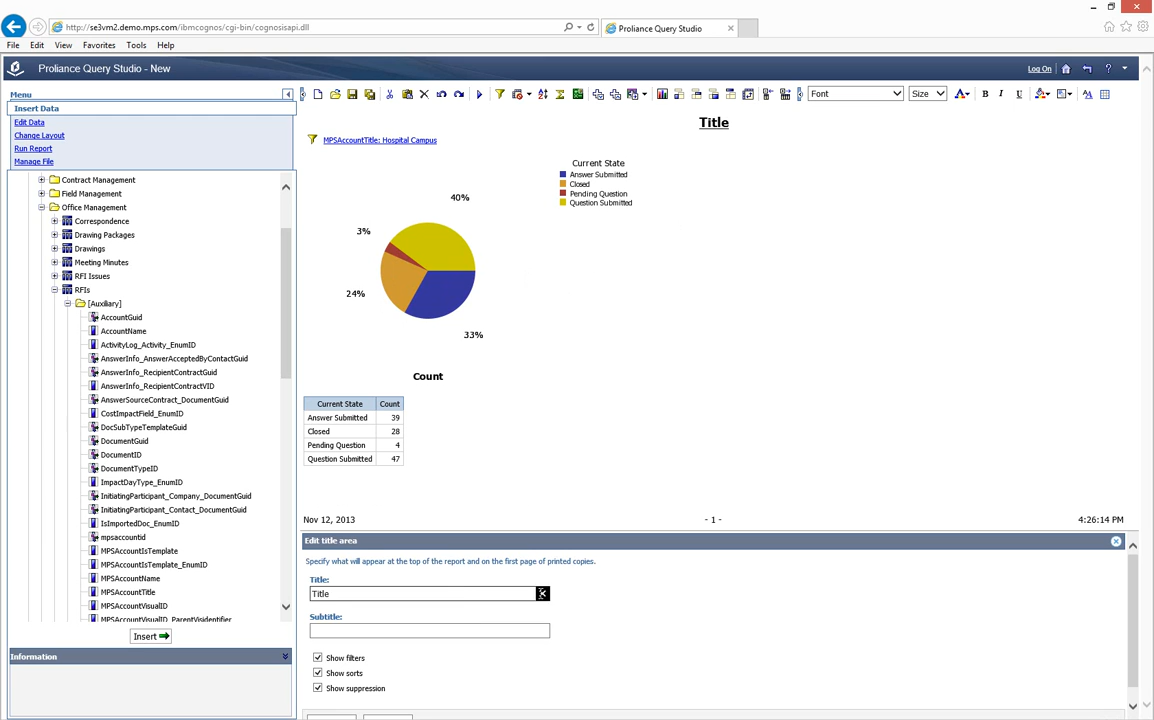 http://se3vm2.demo.mps.com/ibmcognos/cgi-bin/cognosisapi.dll
Proliance Query Studio
File Edit View Favorites Tools Help
Proliance Query Studio - New
Log On
Menu
Font
Size
Insert Data
Edit Data
Change Layout
Run Report
Manage File
Contract Management
Field Management
Office Management
Correspondence
Drawing Packages
Drawings
Meeting Minutes
RFI Issues
RFIs
[Auxiliary]
AccountGuid
AccountName
ActivityLog_Activity_EnumID
AnswerInfo_AnswerAcceptedByContactGuid
AnswerInfo_RecipientContractGuid
AnswerInfo_RecipientContractVID
AnswerSourceContract_DocumentGuid
CostImpactField_EnumID
DocSubTypeTemplateGuid
DocumentGuid
DocumentID
DocumentTypeID
ImpactDayType_EnumID
InitiatingParticipant_Company_DocumentGuid
InitiatingParticipant_Contact_DocumentGuid
IsImportedDoc_EnumID
mpsaccountid
MPSAccountIsTemplate
MPSAccountIsTemplate_EnumID
MPSAccountName
MPSAccountTitle
MPSAccountVisualID
MPSAccountVisualID_ParentVisidentifier
Insert
Information
Title
MPSAccountTitle: Hospital Campus
Current State
Answer Submitted
Closed
Pending Question
Question Submitted
40%
3%
24%
33%
Count
Current State Count
Answer Submitted 39
Closed 28
Pending Question 4
Question Submitted 47
Nov 12, 2013 - 1 - 4:26:14 PM
Edit title area
Specify what will appear at the top of the report and on the first page of printed copies.
Title:
Title
Subtitle:
Show filters
Show sorts
Show suppression